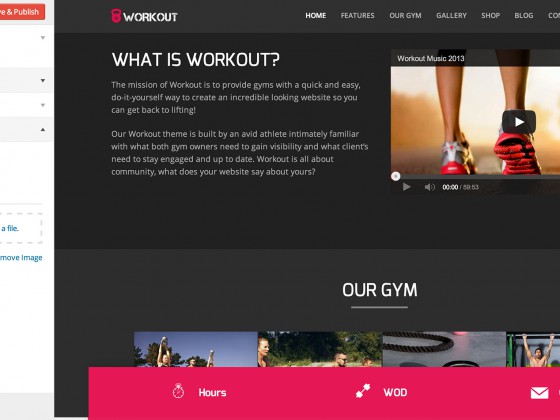 & Publish
WORKOUT
HOME FEATURES OUR GYM GALLERY SHOP BLOG
WHAT IS WORKOUT?
The mission of Workout is to provide gyms with a quick and easy,
do-it-yourself way to create an incredible looking website so you
can get back to lifting!
Our Workout theme is built by an avid athlete intimately familiar
with what both gym owners need to gain visibility and what client's
need to stay engaged and up to date. Workout is all about
community, what does your website say about yours?
Workout Music 2013
00:00 / 59:53
a file.
move Image
OUR GYM
Hours WOD